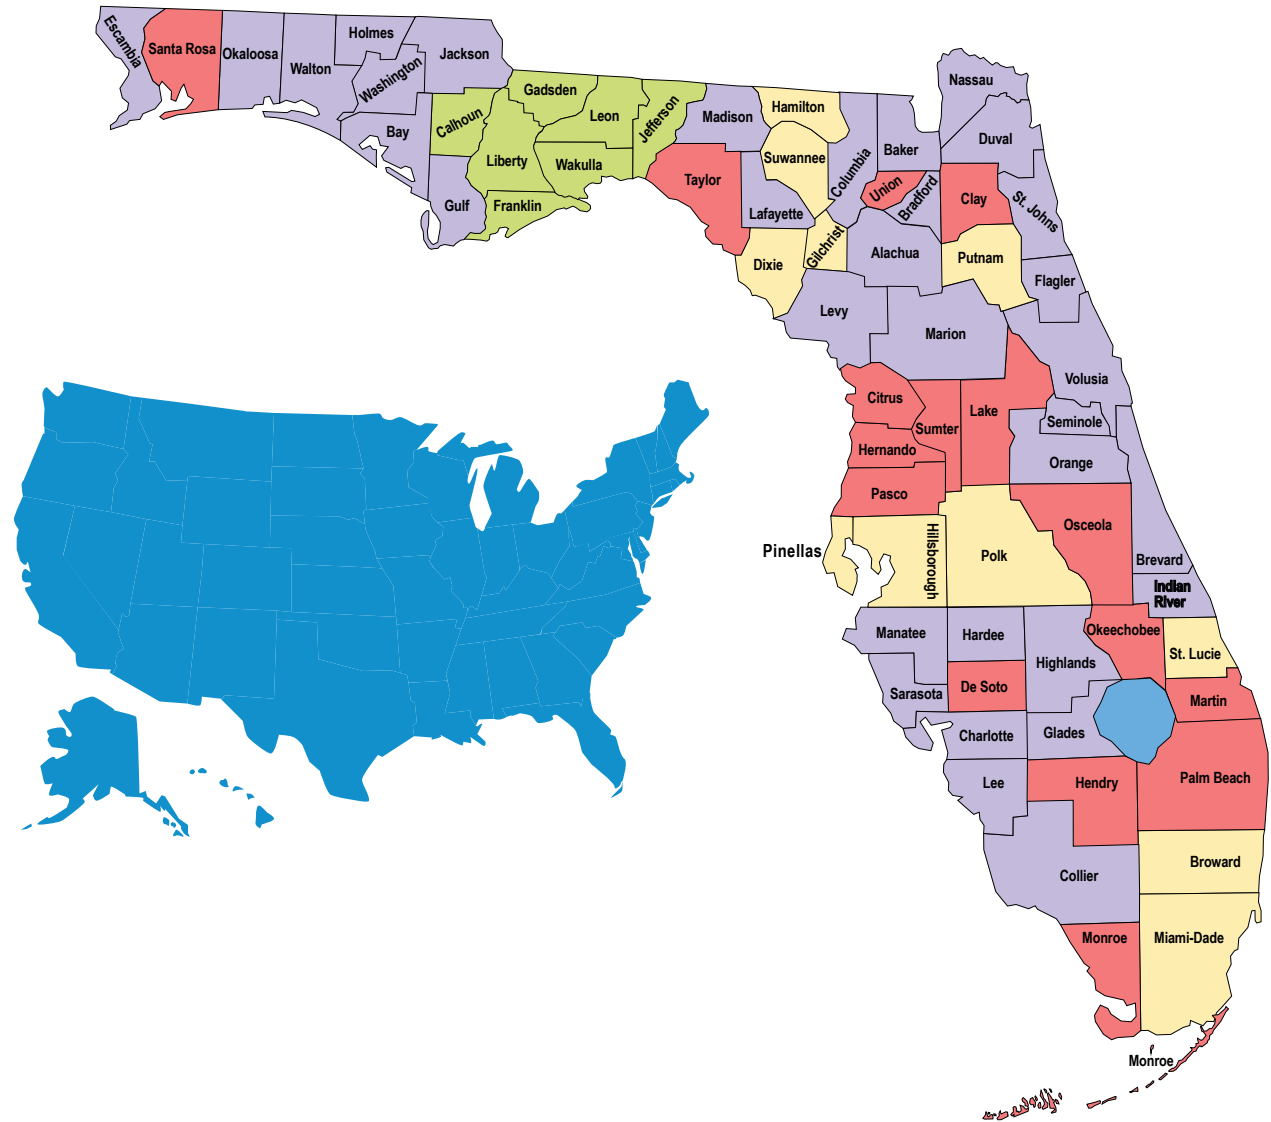 Escambia
Santa Rosa
Okaloosa
Walton
Holmes
Washington
Jackson
Bay
Calhoun
Gulf
Gadsden
Liberty
Franklin
Leon
Wakulla
Jefferson
Madison
Taylor
Hamilton
Suwannee
Lafayette
Dixie
Columbia
Gilchrist
Baker
Union
Bradford
Nassau
Duval
Clay
St. Johns
Alachua
Putnam
Flagler
Levy
Marion
Volusia
Citrus
Sumter
Lake
Seminole
Hernando
Orange
Pasco
Pinellas
Hillsborough
Polk
Osceola
Brevard
Indian
River
Manatee
Hardee
Highlands
Okeechobee
St. Lucie
Sarasota
De Soto
Martin
Charlotte
Glades
Lee
Hendry
Palm Beach
Collier
Broward
Monroe
Miami-Dade
Monroe